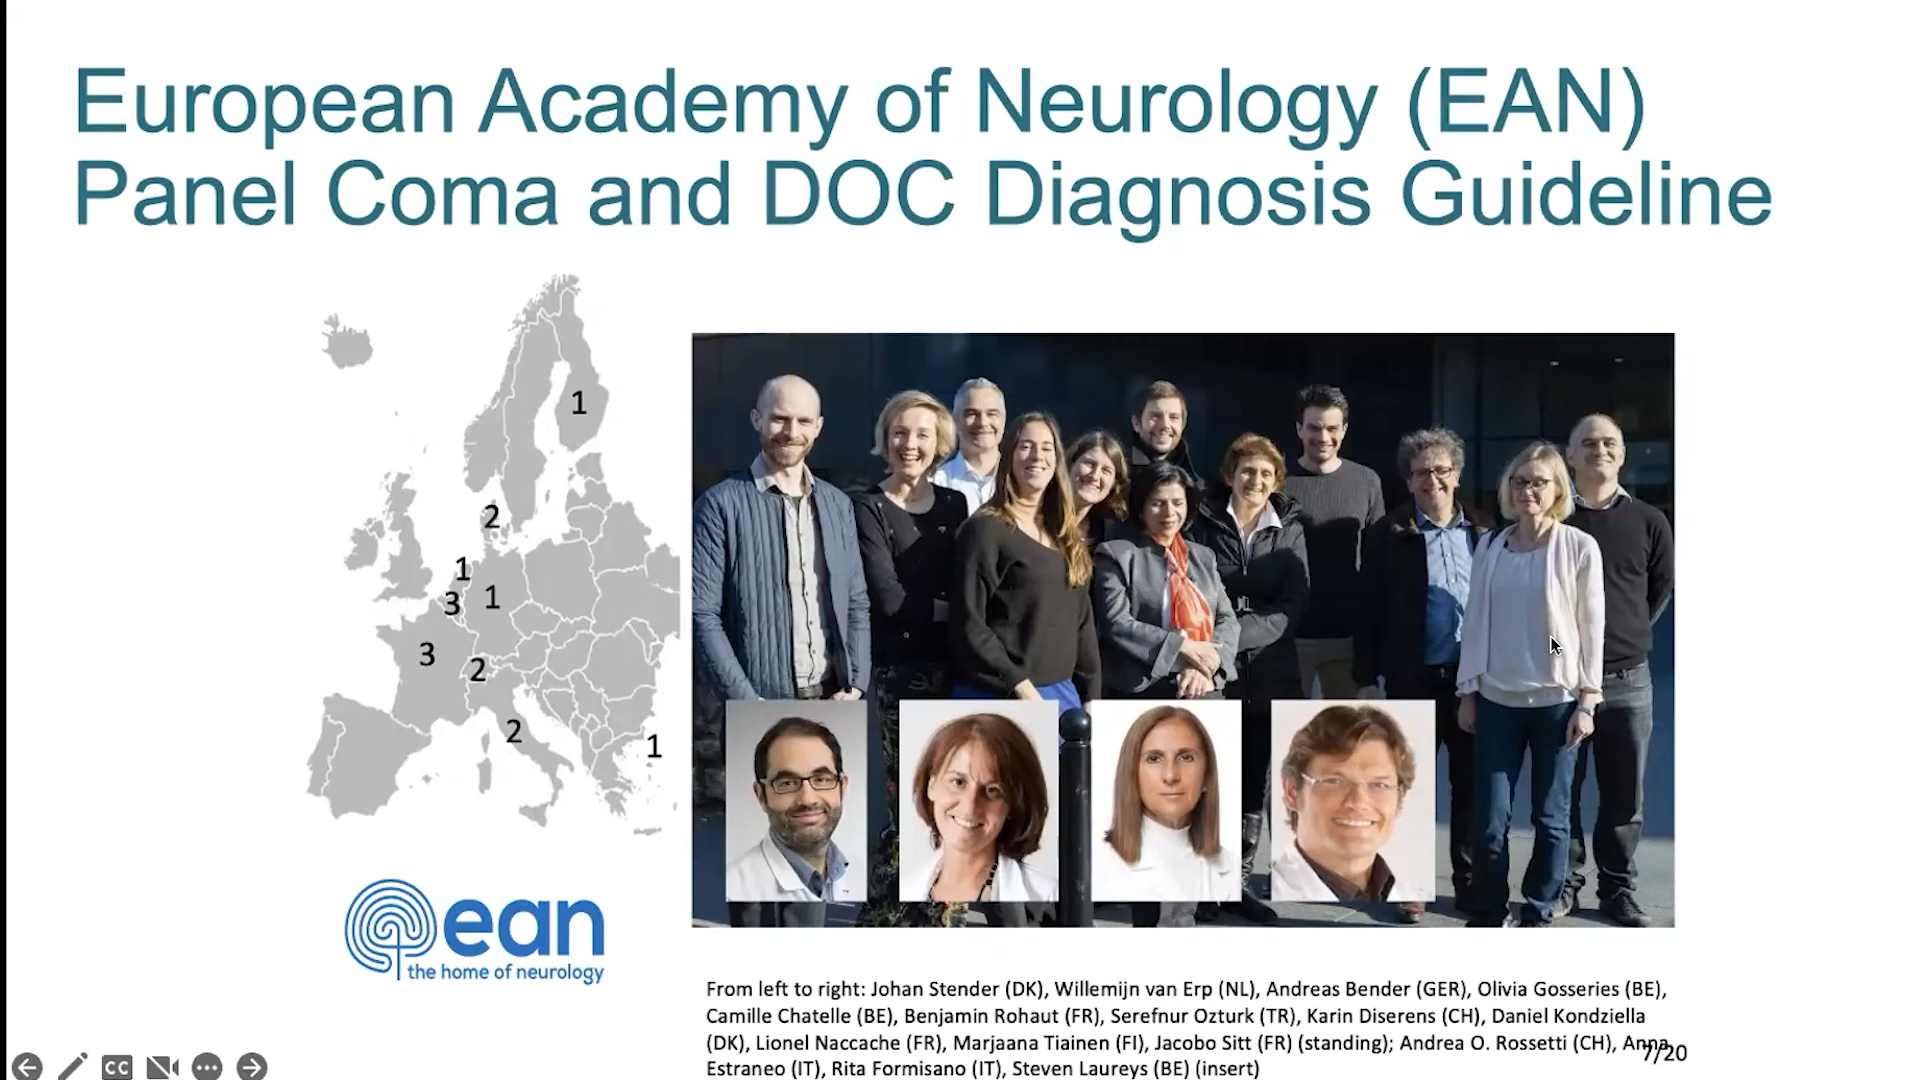 European Academy of Neurology (EAN)
Panel Coma and DOC Diagnosis Guideline
1
2
1
3
1
3
2
2
1
ean
the home of neurology
From left to right: Johan Stender (DK), Willemijn van Erp (NL), Andreas Bender (GER), Olivia Gosseries (BE),
Camille Chatelle (BE), Benjamin Rohaut (FR), Serefnur Ozturk (TR), Karin Diserens (CH), Daniel Kondziella
(DK), Lionel Naccache (FR), Marjaana Tiainen (FI), Jacobo Sitt (FR) (standing); Andrea O. Rossetti (CH), Anna
Estraneo (IT), Rita Formisano (IT), Steven Laureys (BE) (insert)
7/20
CC